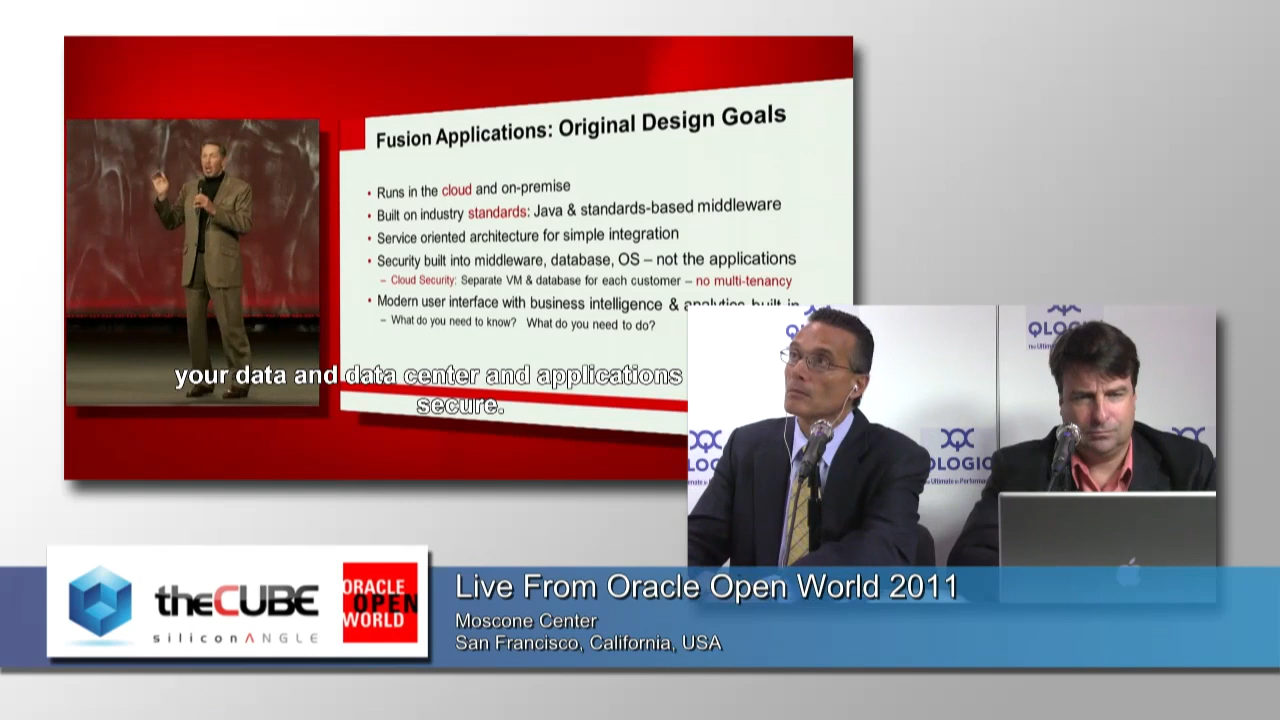 Fusion Applications: Original Design Goals
• Runs in the cloud and on-premise
• Built on industry standards: Java & standards-based middleware
• Service oriented architecture for simple integration
• Security built into middleware, database, OS – not the applications
– Cloud Security: Separate VM & database for each customer – no multi-tenancy
• Modern user interface with business intelligence & analytics built in
– What do you need to know? What do you need to do?
your data and data center and applications
secure.
QLOGIC
QLOGIC
theCUBE
siliconANGLE
ORACLE
OPEN
WORLD
Live From Oracle Open World 2011
Moscone Center
San Francisco, California, USA